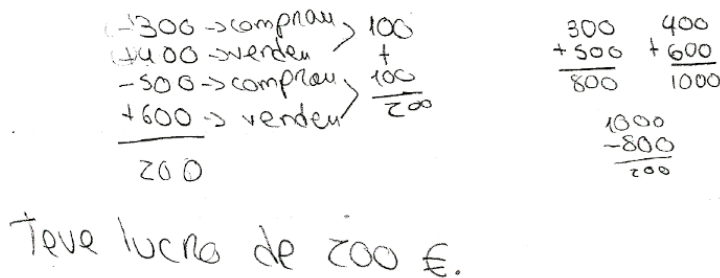 -300 -> comprou > 100
+400 -> vendeu +
-500 -> comprou > 100
+600 -> vendeu 200
200
300 400
+ 500 + 600
800 1000
1000
-800
200
Teve lucro de 200 €.